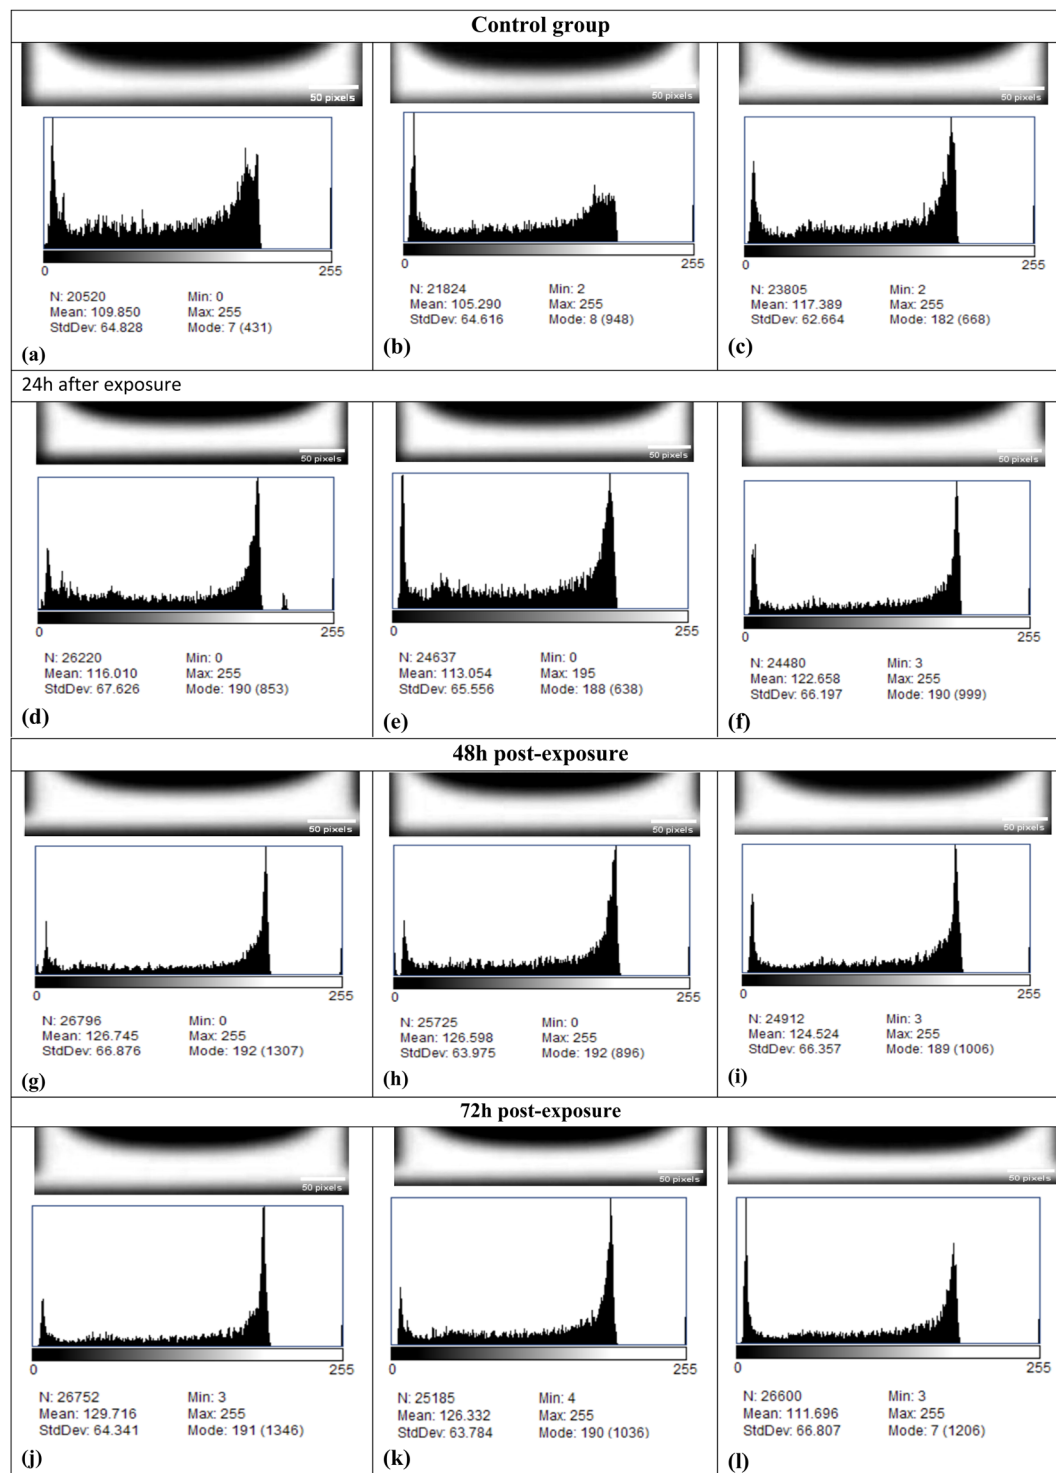 Control group
50 pixels 50 pixels 50 pixels
0 255 0 255 0 255
N: 20520 Min: 0
Mean: 109.850 Max: 255
StdDev: 64.828 Mode: 7 (431)
(a)
N: 21824 Min: 2
Mean: 105.290 Max: 255
StdDev: 64.616 Mode: 8 (948)
(b)
N: 23805 Min: 2
Mean: 117.389 Max: 255
StdDev: 62.664 Mode: 182 (668)
(c)
24h after exposure
50 pixels 50 pixels 50 pixels
0 255 0 255 0 255
N: 26220 Min: 0
Mean: 116.010 Max: 255
StdDev: 67.626 Mode: 190 (853)
(d)
N: 24637 Min: 0
Mean: 113.054 Max: 195
StdDev: 65.556 Mode: 188 (638)
(e)
N: 24480 Min: 3
Mean: 122.658 Max: 255
StdDev: 66.197 Mode: 190 (999)
(f)
48h post-exposure
50 pixels 50 pixels 50 pixels
0 255 0 255 0 255
N: 26796 Min: 0
Mean: 126.745 Max: 255
StdDev: 66.876 Mode: 192 (1307)
(g)
N: 25725 Min: 0
Mean: 126.598 Max: 255
StdDev: 63.975 Mode: 192 (896)
(h)
N: 24912 Min: 3
Mean: 124.524 Max: 255
StdDev: 66.357 Mode: 189 (1006)
(i)
72h post-exposure
50 pixels 50 pixels 50 pixels
0 255 0 255 0 255
N: 26752 Min: 3
Mean: 129.716 Max: 255
StdDev: 64.341 Mode: 191 (1346)
(j)
N: 25185 Min: 4
Mean: 126.332 Max: 255
StdDev: 63.784 Mode: 190 (1036)
(k)
N: 26600 Min: 3
Mean: 111.696 Max: 255
StdDev: 66.807 Mode: 7 (1206)
(l)